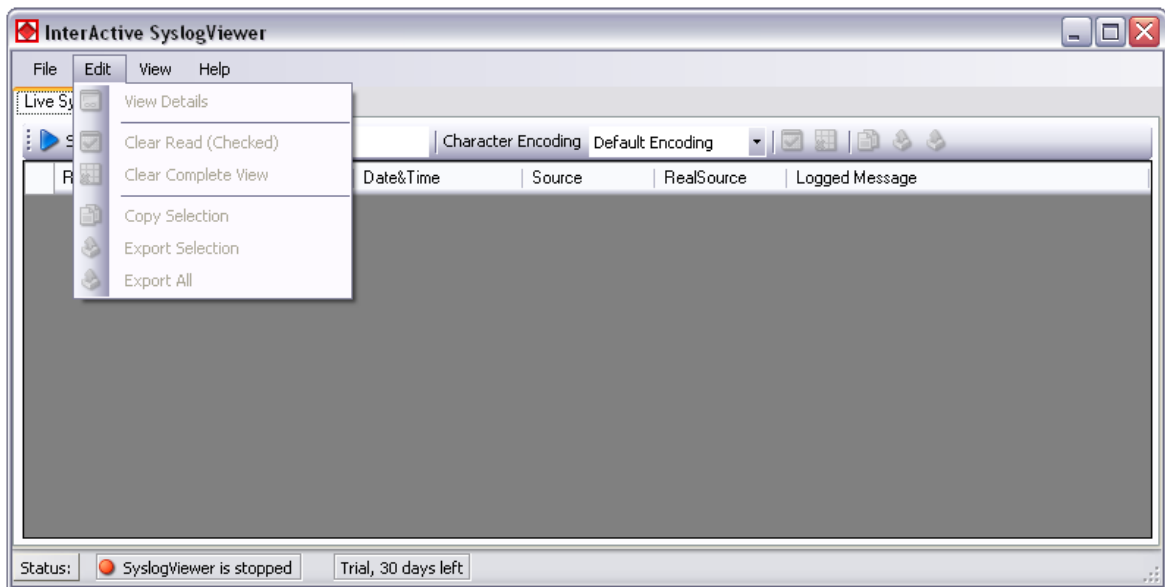 InterActive SyslogViewer
File Edit View Help
Live Sy
View Details
S Character Encoding Default Encoding
Clear Read (Checked)
Clear Complete View
R Date&Time Source RealSource Logged Message
Copy Selection
Export Selection
Export All
Status: SyslogViewer is stopped Trial, 30 days left